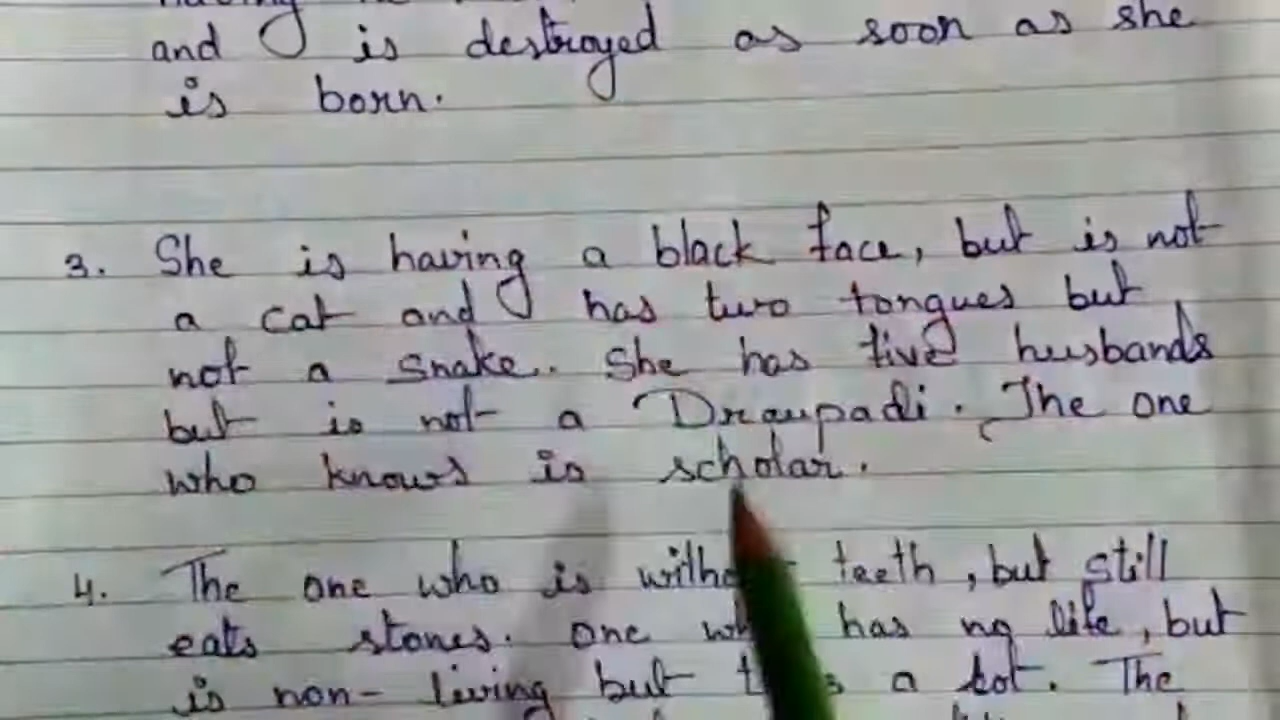 and is destroyed as soon as she
is born.
3. She is having a black face, but is not
a cat and has two tongues but
not a snake. She has five husbands
but is not a Draupadi. The one
who knows is scholar.
4. The one who is teeth, but still
eats stones. One has no life, but
is non-living but a lot. The